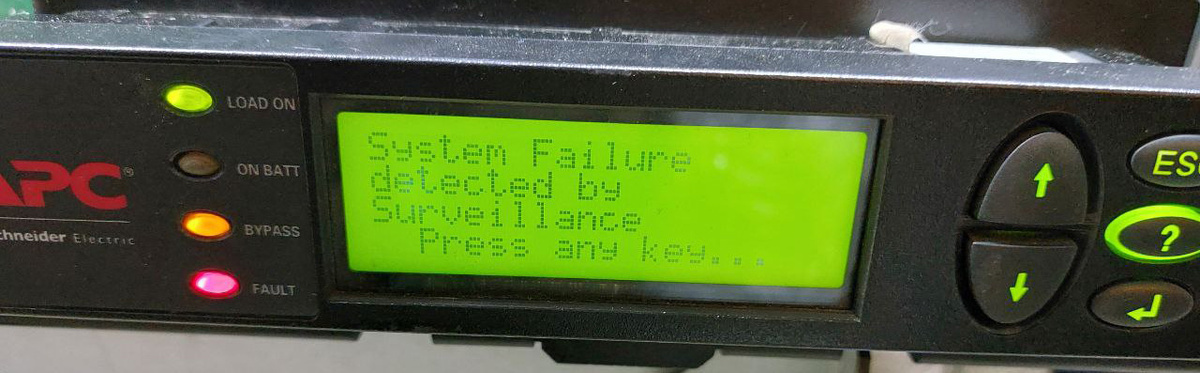 LOAD ON
ON BATT
APC®
BYPASS
Schneider Electric
FAULT
System Failure
detected by
Surveillance
Press any key...
ESC
?